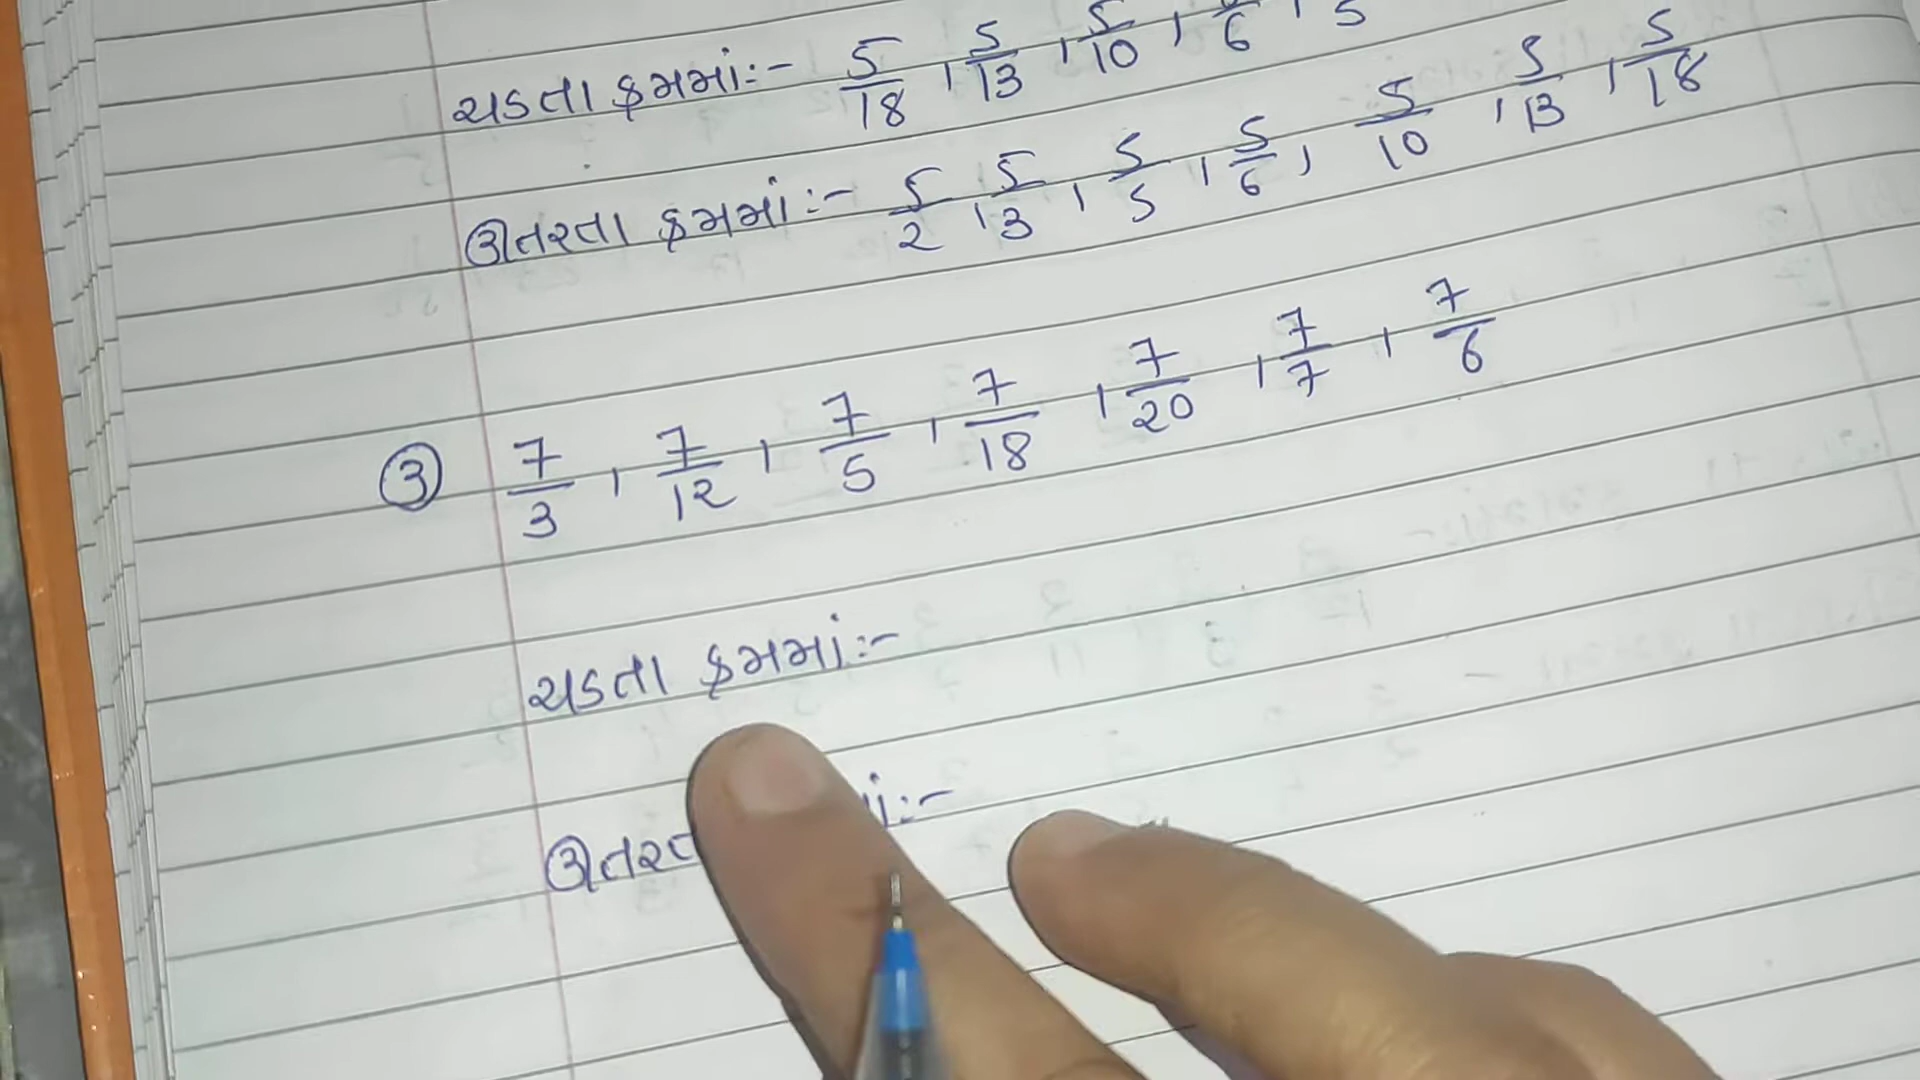 ચડતા ક્રમમાં:- 5/18, 5/13, 5/10, 6, 5
ઊતરતા ક્રમમાં:- 5/2, 5/3, 5/5, 5/6, 5/10, 5/13, 5/18
③ 7/3, 7/12, 7/5, 7/18, 7/20, 7/7, 7/6
ચડતા ક્રમમાં:-